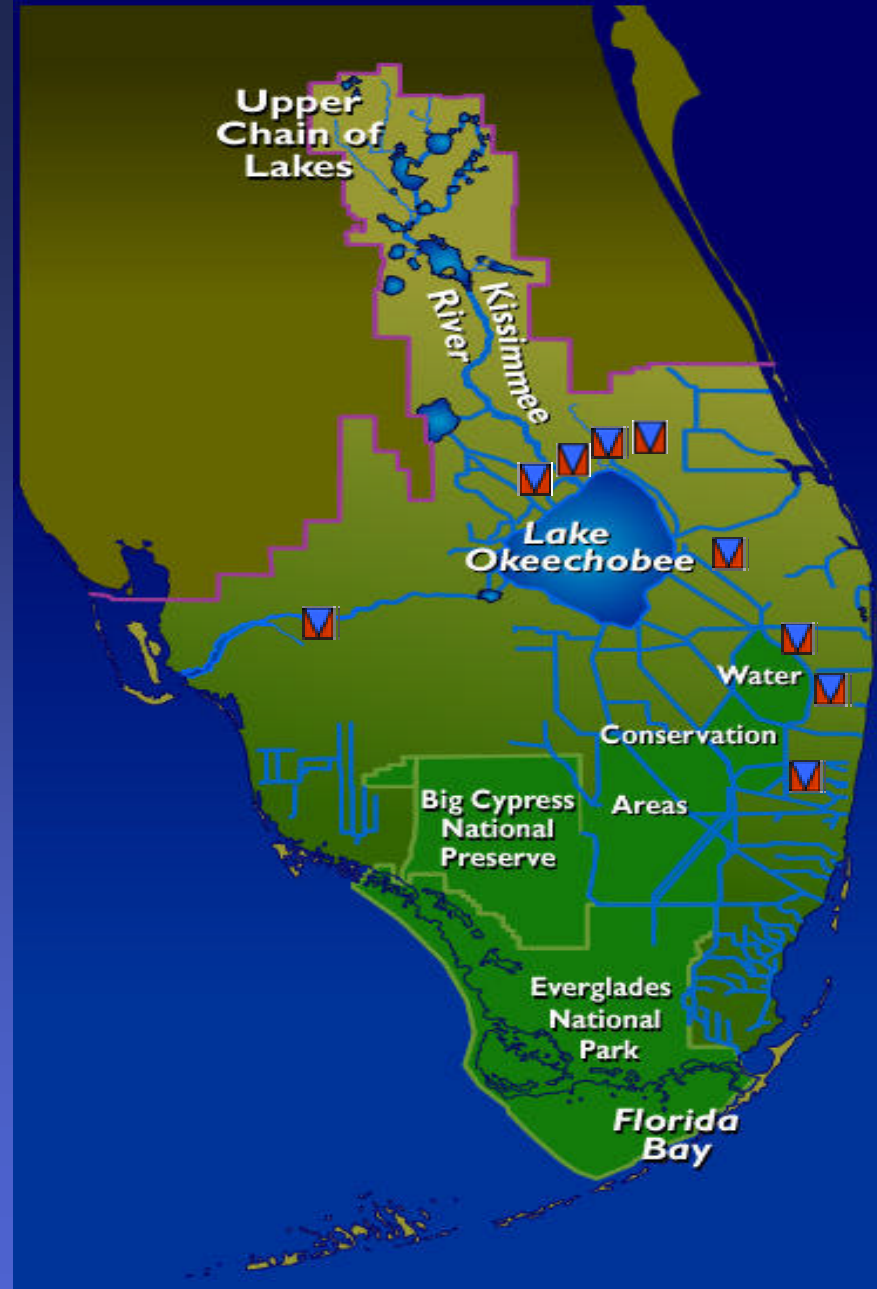 Upper
Chain of
Lakes
Kissimmee
River
Lake
Okeechobee
Water
Conservation
Areas
Big Cypress
National
Preserve
Everglades
National
Park
Florida
Bay